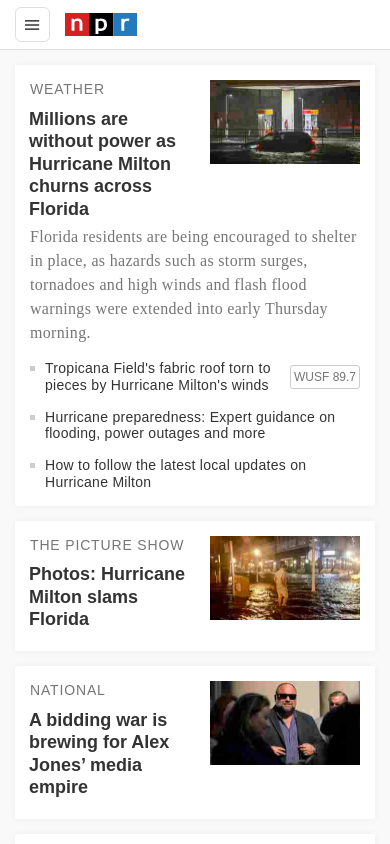 npr
WEATHER
Millions are
without power as
Hurricane Milton
churns across
Florida
Florida residents are being encouraged to shelter
in place, as hazards such as storm surges,
tornadoes and high winds and flash flood
warnings were extended into early Thursday
morning.
Tropicana Field's fabric roof torn to
pieces by Hurricane Milton's winds
WUSF 89.7
Hurricane preparedness: Expert guidance on
flooding, power outages and more
How to follow the latest local updates on
Hurricane Milton
THE PICTURE SHOW
Photos: Hurricane
Milton slams
Florida
NATIONAL
A bidding war is
brewing for Alex
Jones’ media
empire